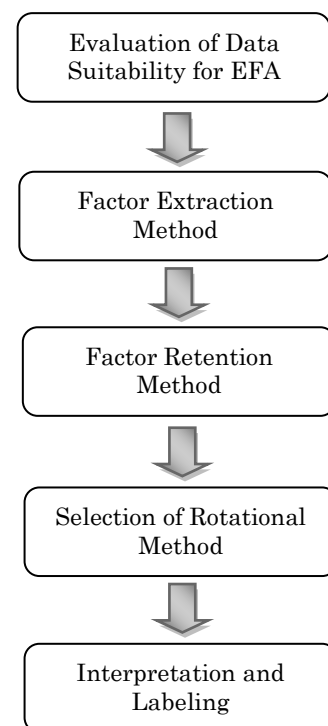 Evaluation of Data
Suitability for EFA
Factor Extraction
Method
Factor Retention
Method
Selection of Rotational
Method
Interpretation and
Labeling